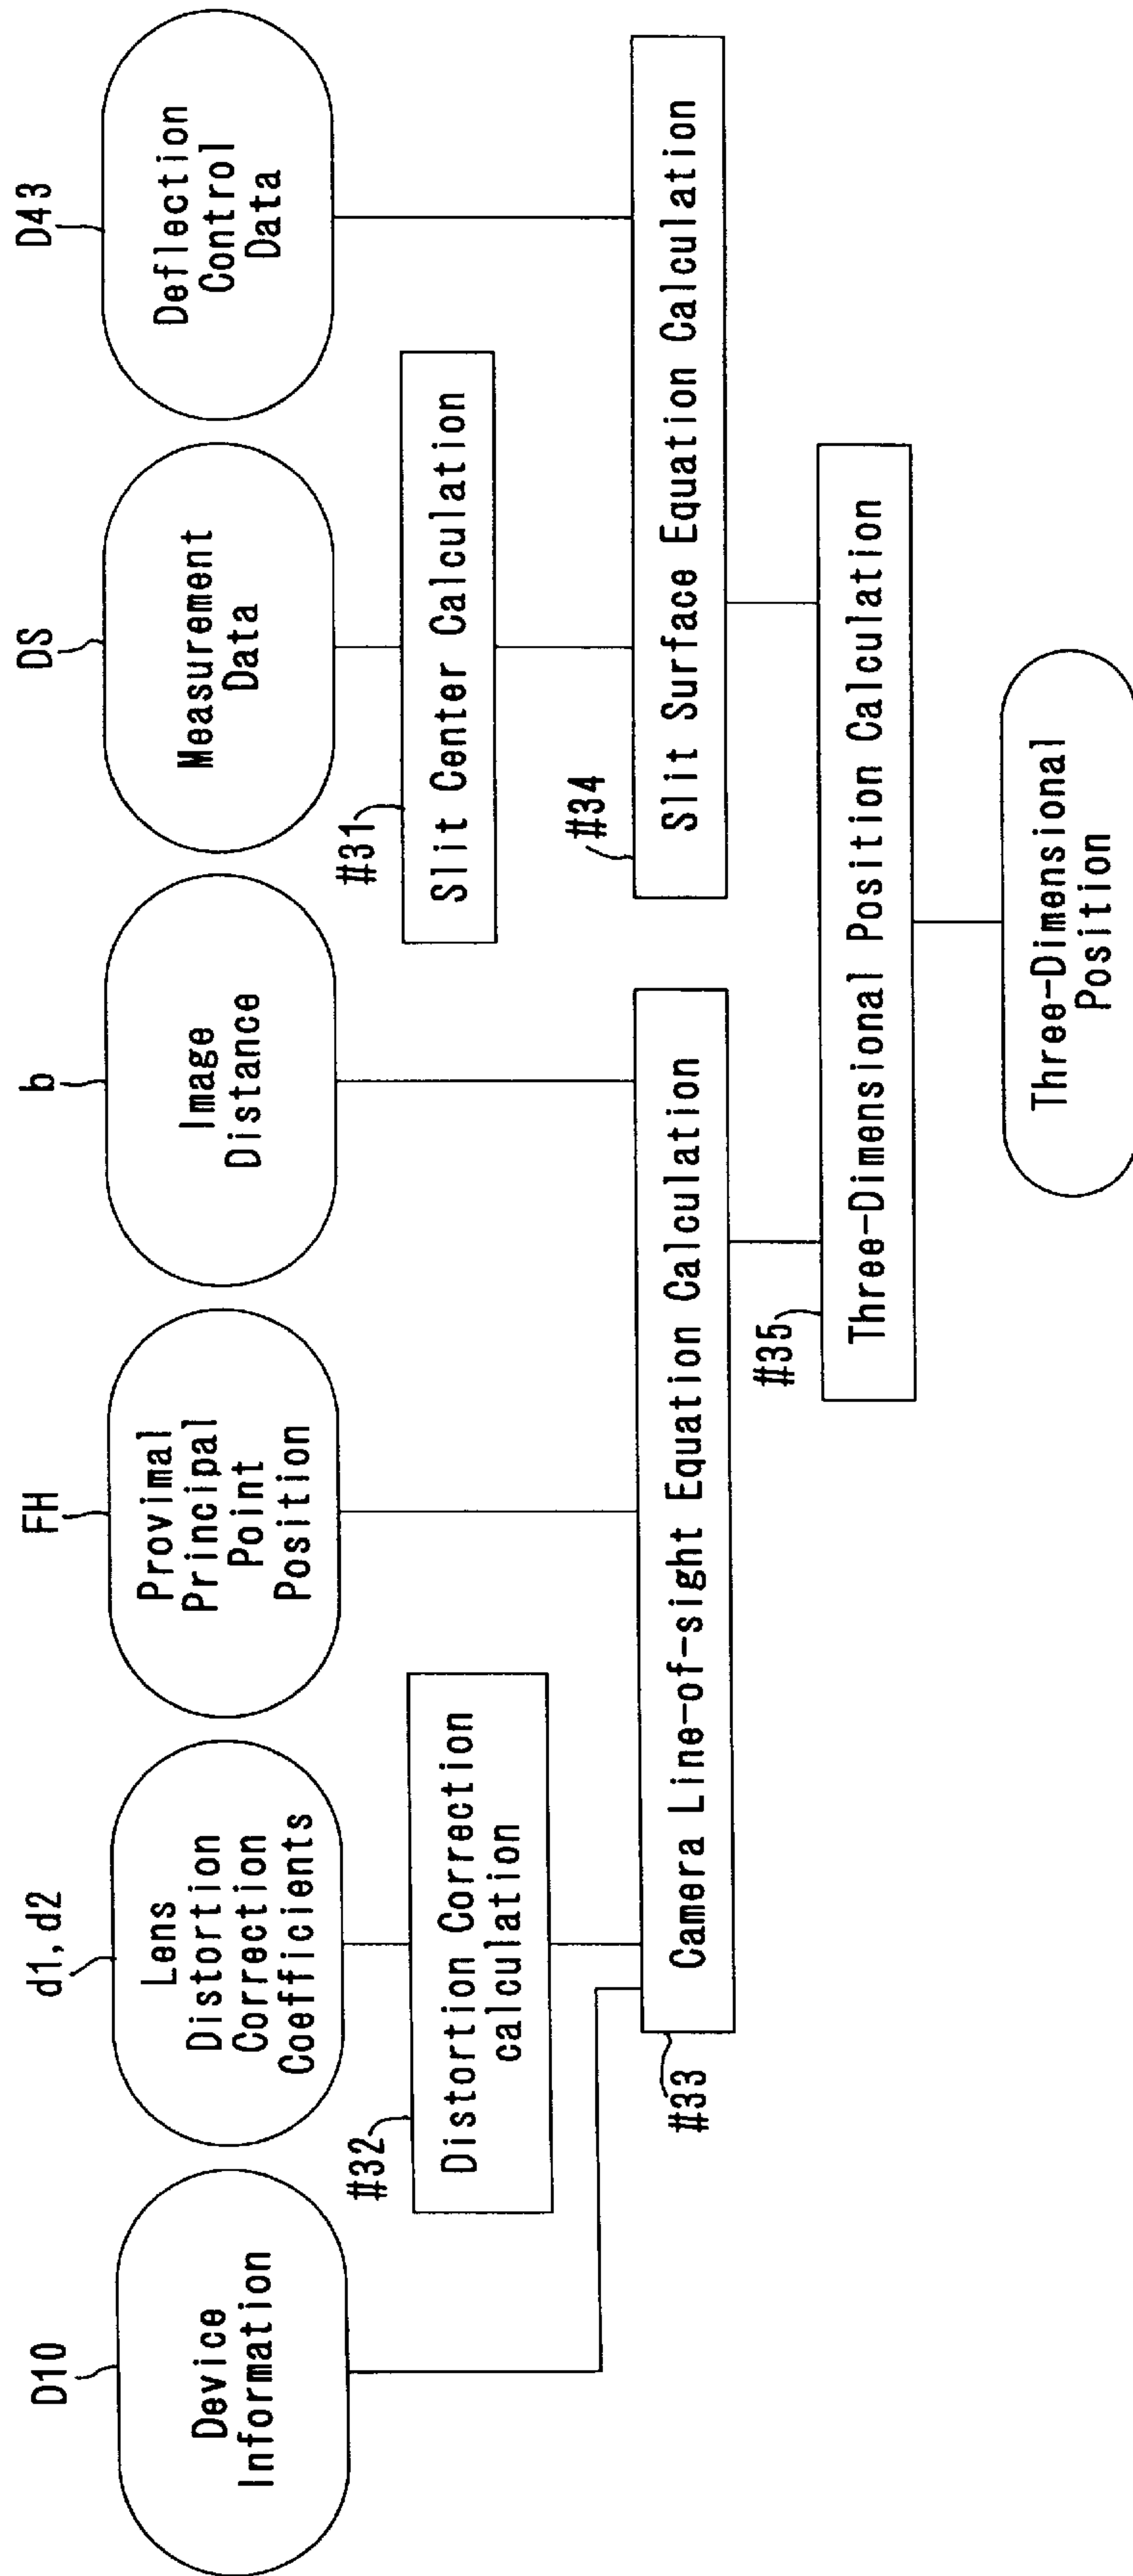 D10
Device
Information
d1, d2
Lens
Distortion
Correction
Coefficients
FH
Provimal
Principal
Point
Position
b
Image
Distance
DS
Measurement
Data
D43
Deflection
Control
Data
#32
Distortion Correction
calculation
#31
Slit Center Calculation
#33
Camera Line-of-sight Equation Calculation
#34
Slit Surface Equation Calculation
#35
Three-Dimensional Position Calculation
Three-Dimensional
Position